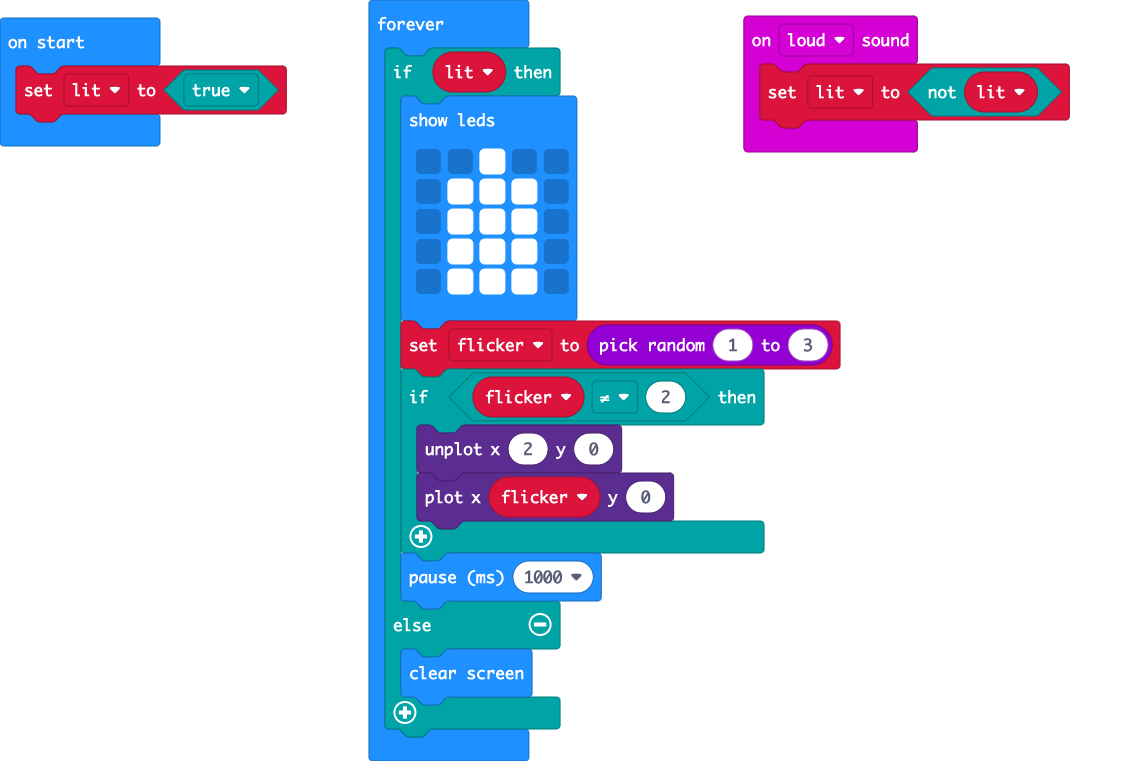 on start
set lit to true
forever
if lit then
show leds
set flicker to pick random 1 to 3
if flicker ≠ 2 then
unplot x 2 y 0
plot x flicker y 0
pause (ms) 1000
else
clear screen
on loud sound
set lit to not lit